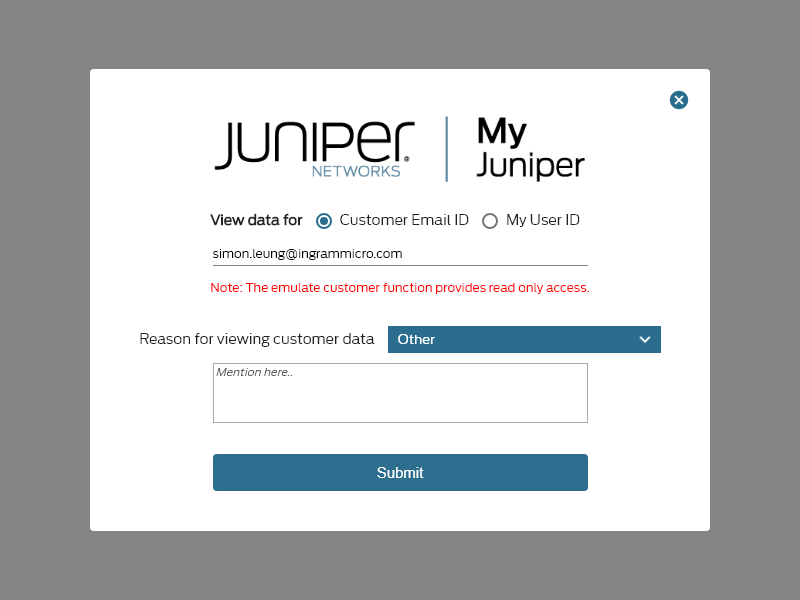 JUNIPER®
NETWORKS
My
Juniper
View data for Customer Email ID My User ID
simon.leung@ingrammicro.com
Note: The emulate customer function provides read only access.
Reason for viewing customer data Other
Mention here..
Submit